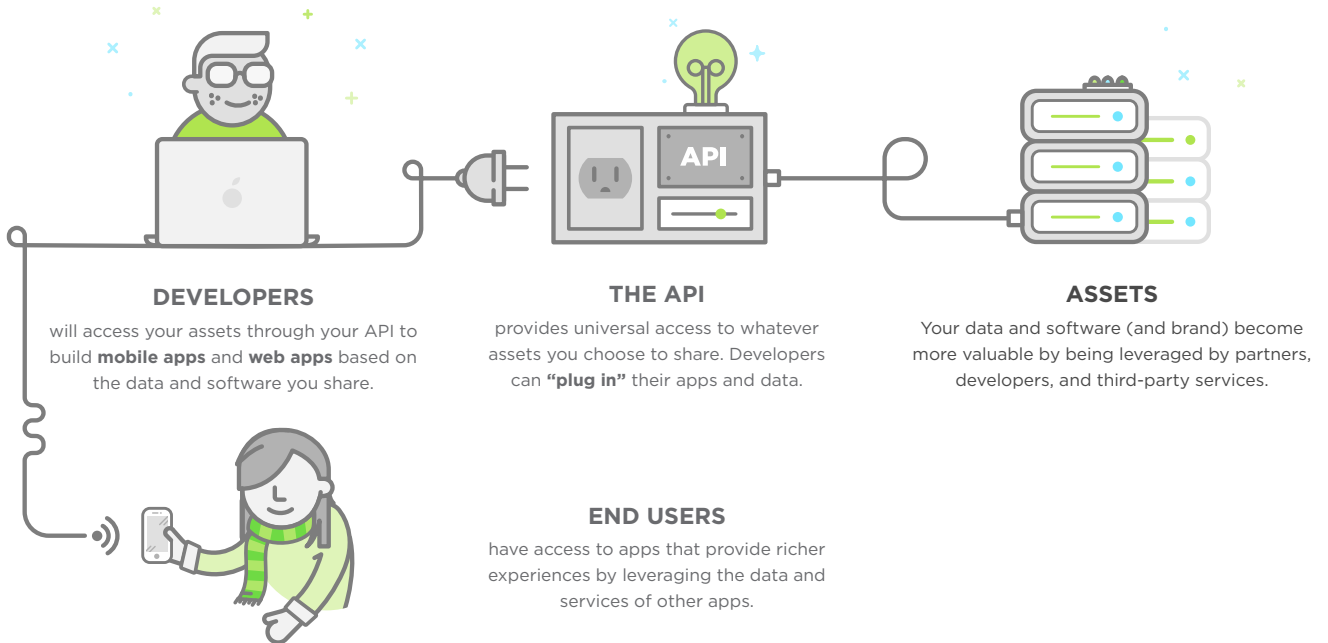 API
DEVELOPERS
will access your assets through your API to
build mobile apps and web apps based on
the data and software you share.
THE API
provides universal access to whatever
assets you choose to share. Developers
can “plug in” their apps and data.
ASSETS
Your data and software (and brand) become
more valuable by being leveraged by partners,
developers, and third-party services.
END USERS
have access to apps that provide richer
experiences by leveraging the data and
services of other apps.